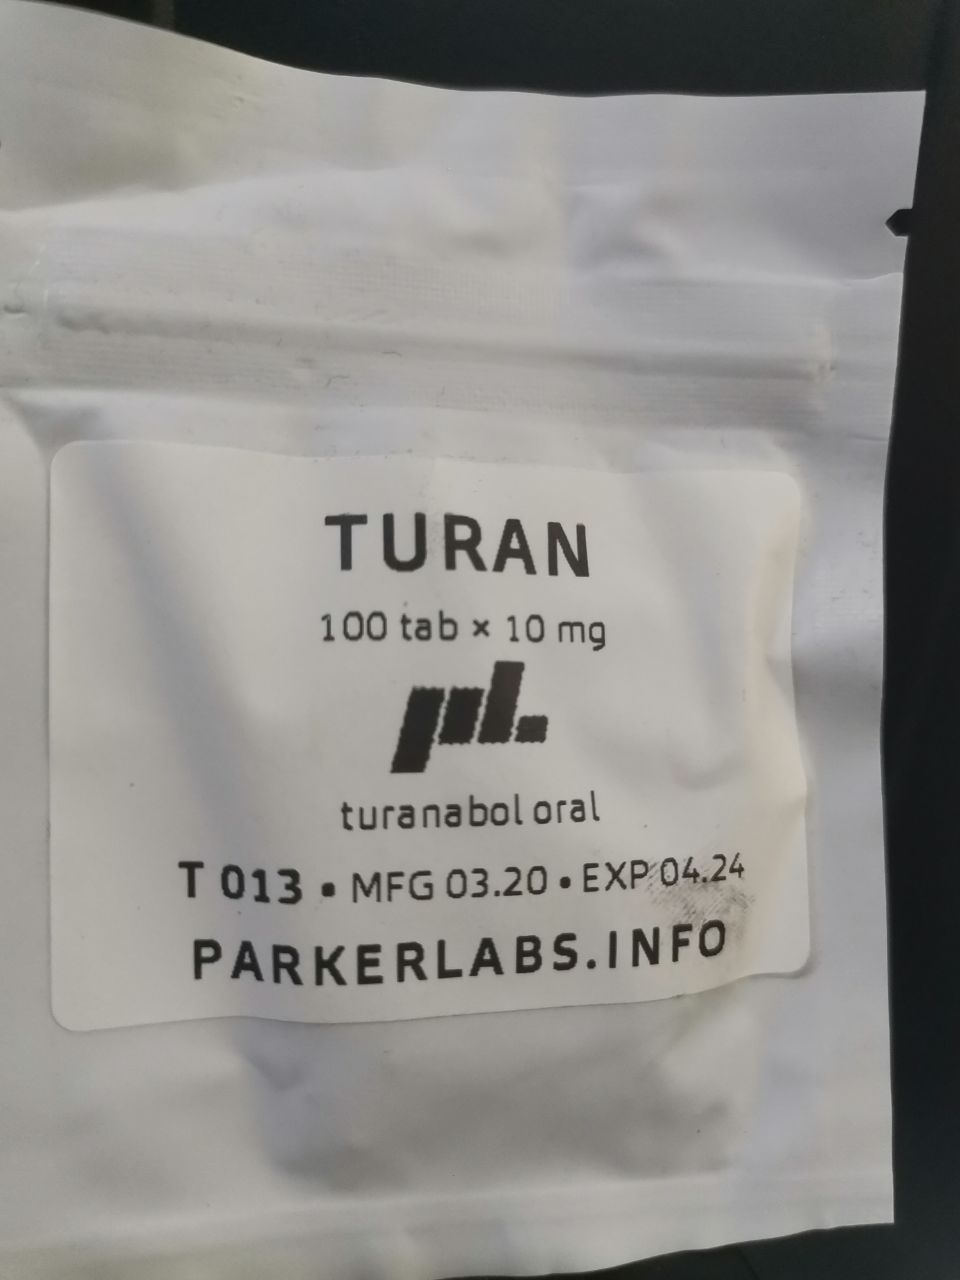 TURAN
100 tab × 10 mg
pL
turanabol oral
T 013 • MFG 03.20 • EXP 04.24
PARKERLABS.INFO